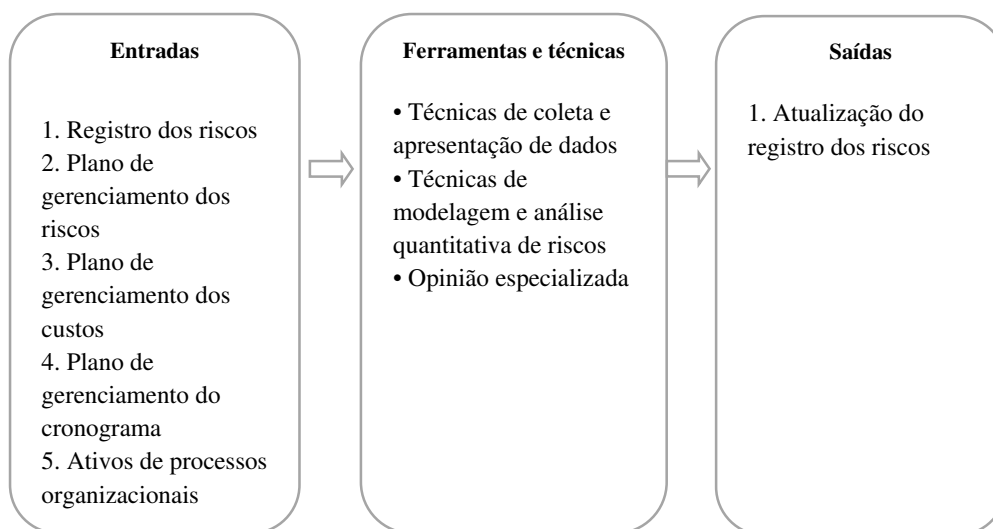 Entradas
1. Registro dos riscos
2. Plano de
gerenciamento dos
riscos
3. Plano de
gerenciamento dos
custos
4. Plano de
gerenciamento do
cronograma
5. Ativos de processos
organizacionais
Ferramentas e técnicas
• Técnicas de coleta e
apresentação de dados
• Técnicas de
modelagem e análise
quantitativa de riscos
• Opinião especializada
Saídas
1. Atualização do
registro dos riscos